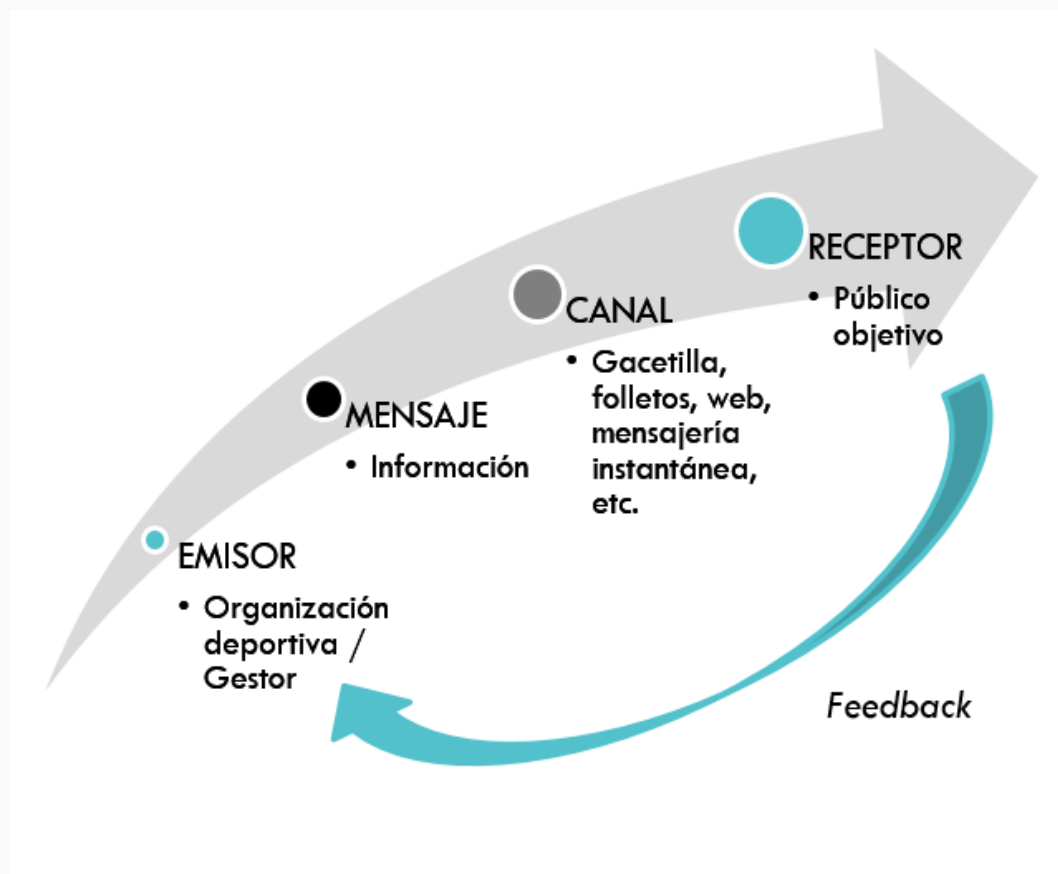 EMISOR
• Organización
deportiva /
Gestor
MENSAJE
• Información
CANAL
• Gacetilla,
folletos, web,
mensajería
instantánea,
etc.
RECEPTOR
• Público
objetivo
Feedback